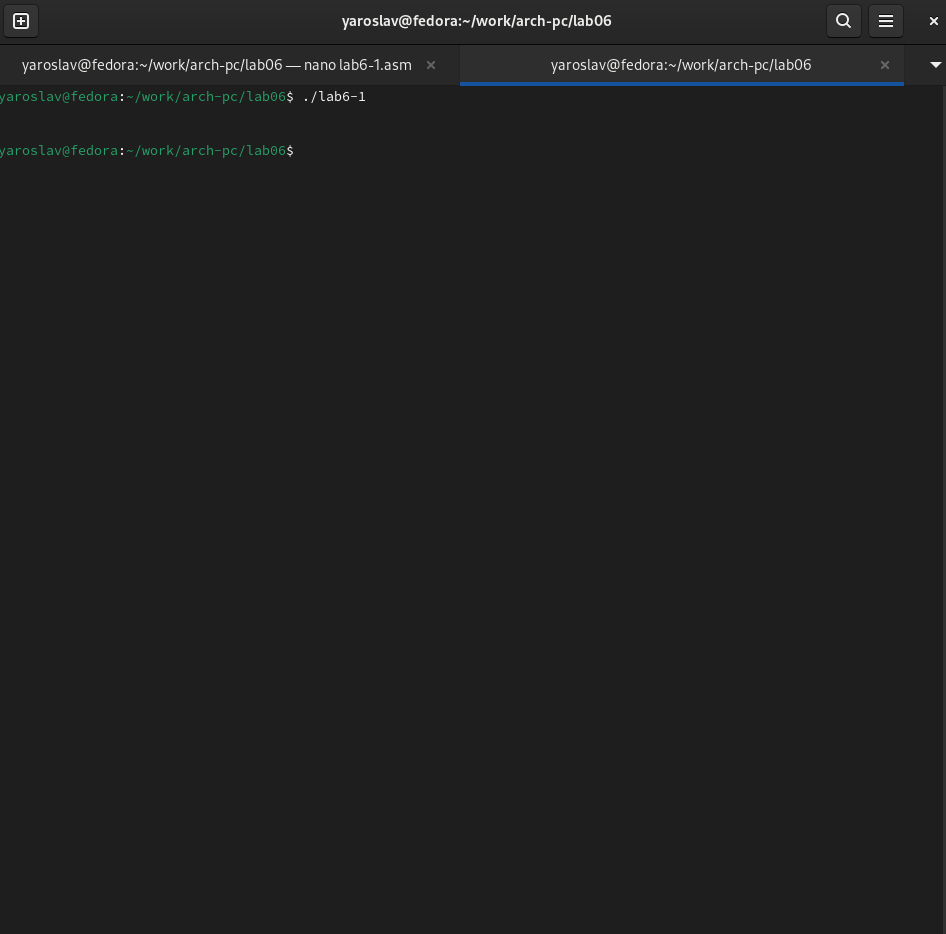 yaroslav@fedora:~/work/arch-pc/lab06
yaroslav@fedora:~/work/arch-pc/lab06 — nano lab6-1.asm
yaroslav@fedora:~/work/arch-pc/lab06
yaroslav@fedora:~/work/arch-pc/lab06$ ./lab6-1
yaroslav@fedora:~/work/arch-pc/lab06$